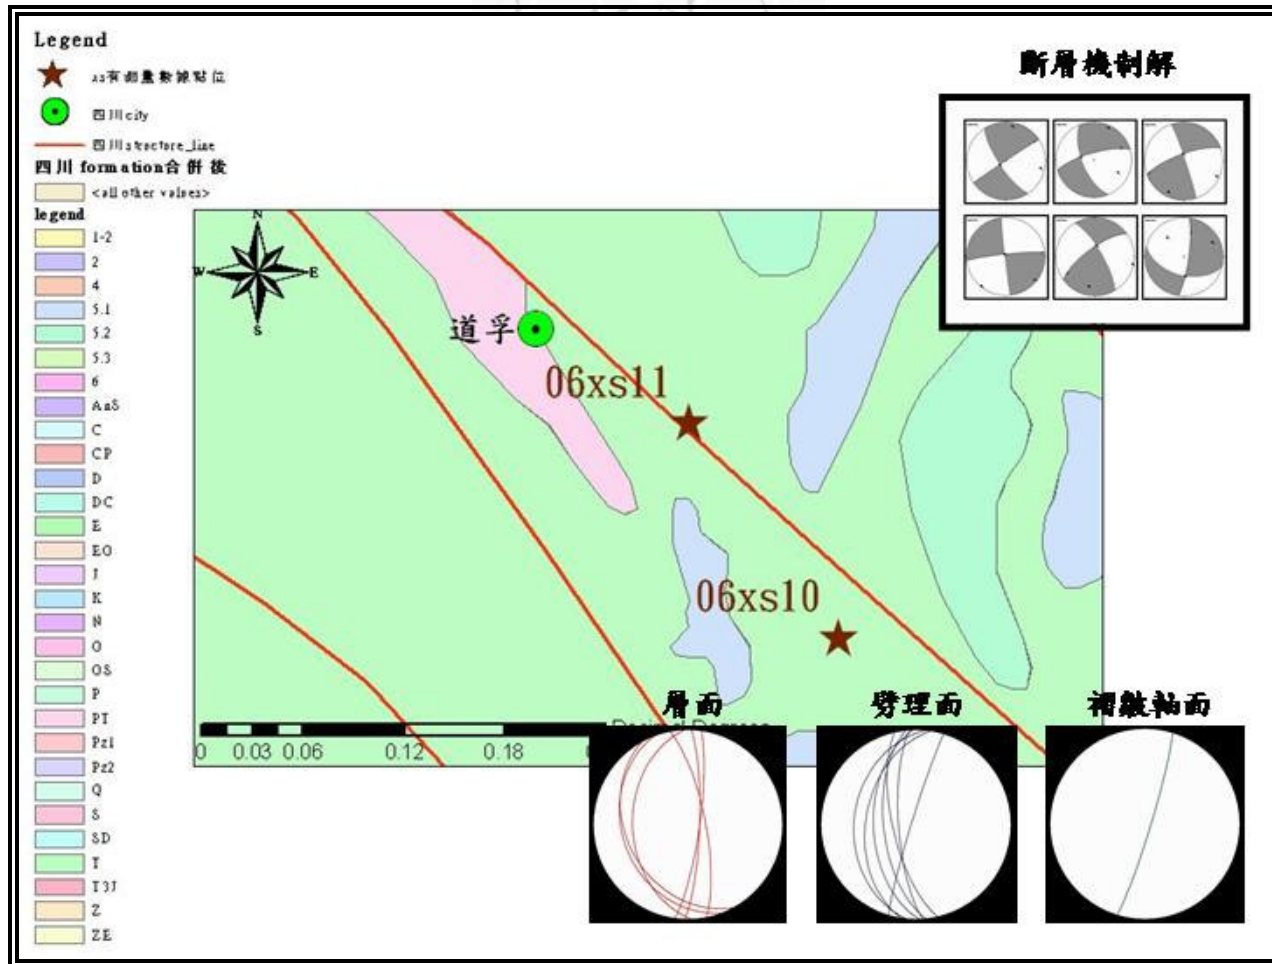 Legend
斷層機制解
四川city
四川structure_line
四川 formation合併後
<all other values>
legend
1-2
2
4
5.1
5.2
5.3
6
AnS
C
CP
D
DC
E
EO
J
K
N
O
OS
P
PT
Pz1
Pz2
Q
S
SD
T
T3J
Z
ZE
N
W
E
S
道孚
06xs11
06xs10
層面
劈理面
褶皺軸面
0 0.03 0.06 0.12 0.18